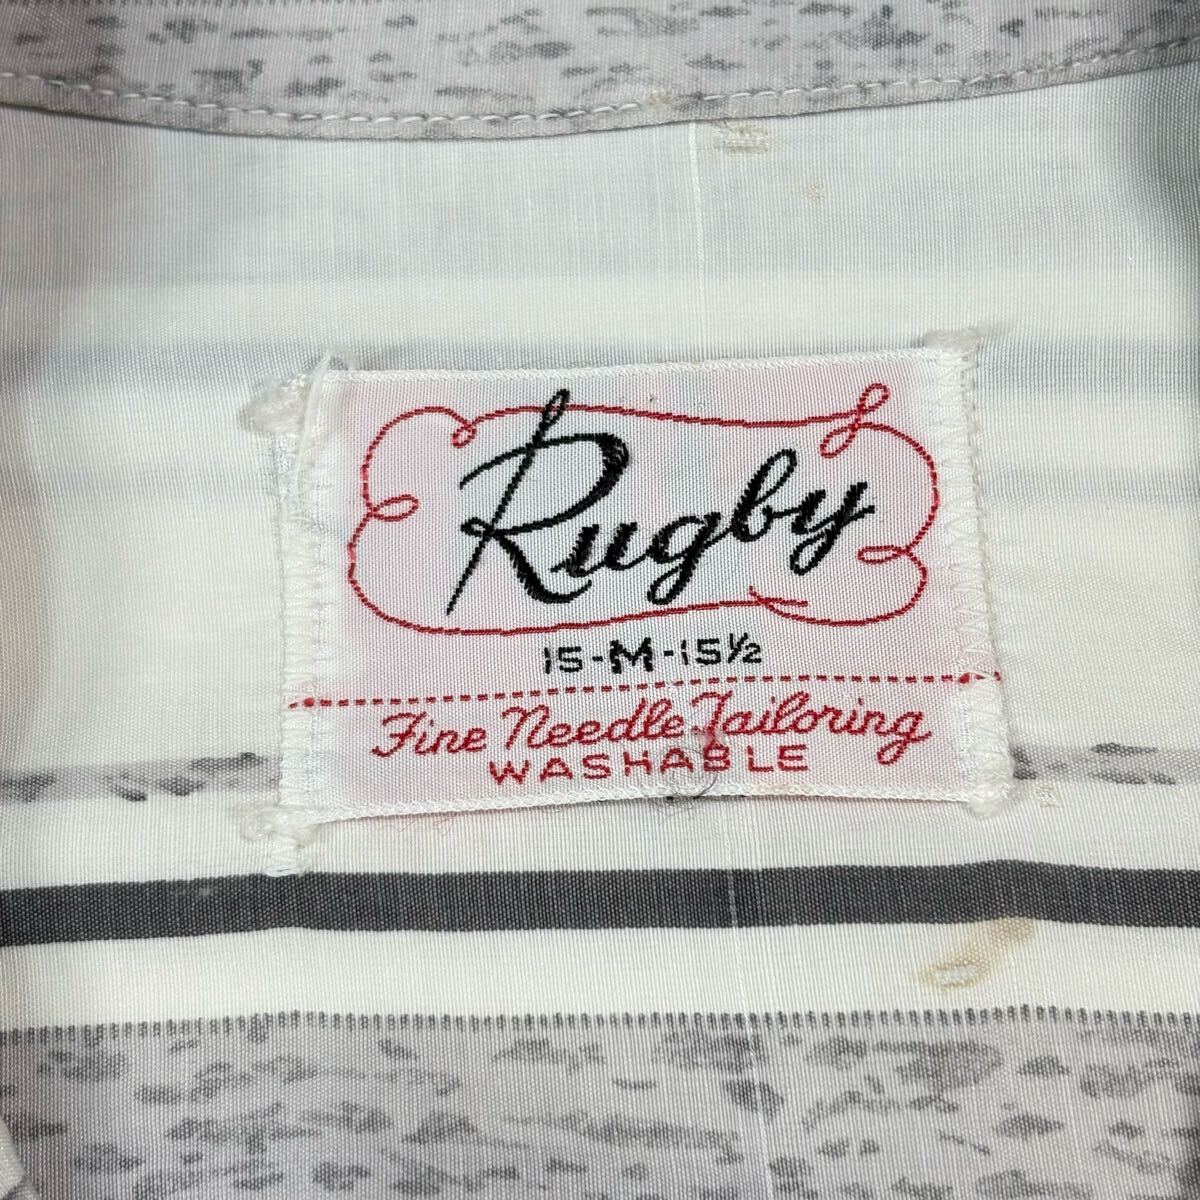 Rugby
15-M-15½
Fine Needle Tailoring
WASHABLE